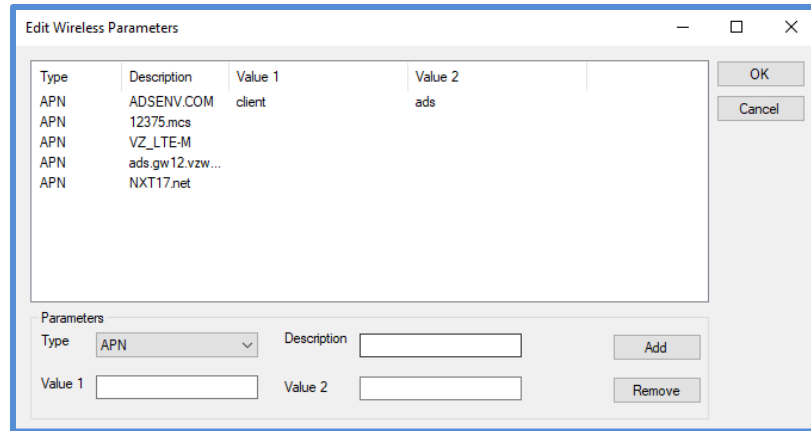 Edit Wireless Parameters
Type Description Value 1 Value 2
APN ADSENV.COM client ads
APN 12375.mcs
APN VZ_LTE-M
APN ads.gw12.vzw...
APN NXT17.net
OK
Cancel
Parameters
Type APN Description Add
Value 1 Value 2 Remove